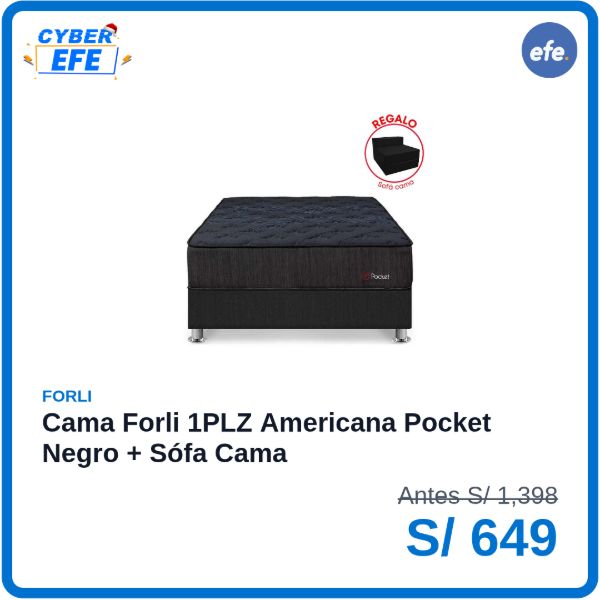 CYBER
EFE
efe.
REGALO
Sofá cama
Pocket
FORLI
Cama Forli 1PLZ Americana Pocket
Negro + Sófa Cama
Antes S/ 1,398
S/ 649